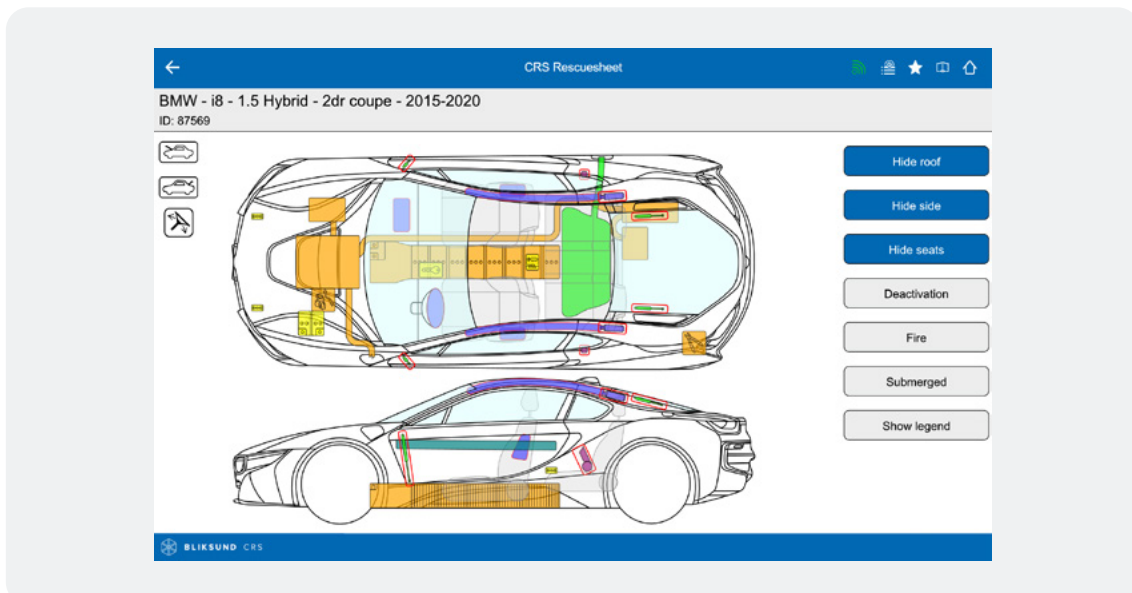 CRS Rescuesheet
BMW - i8 - 1.5 Hybrid - 2dr coupe - 2015-2020
ID: 87569
Hide roof
Hide side
Hide seats
Deactivation
Fire
Submerged
Show legend
BLIKSUND CRS